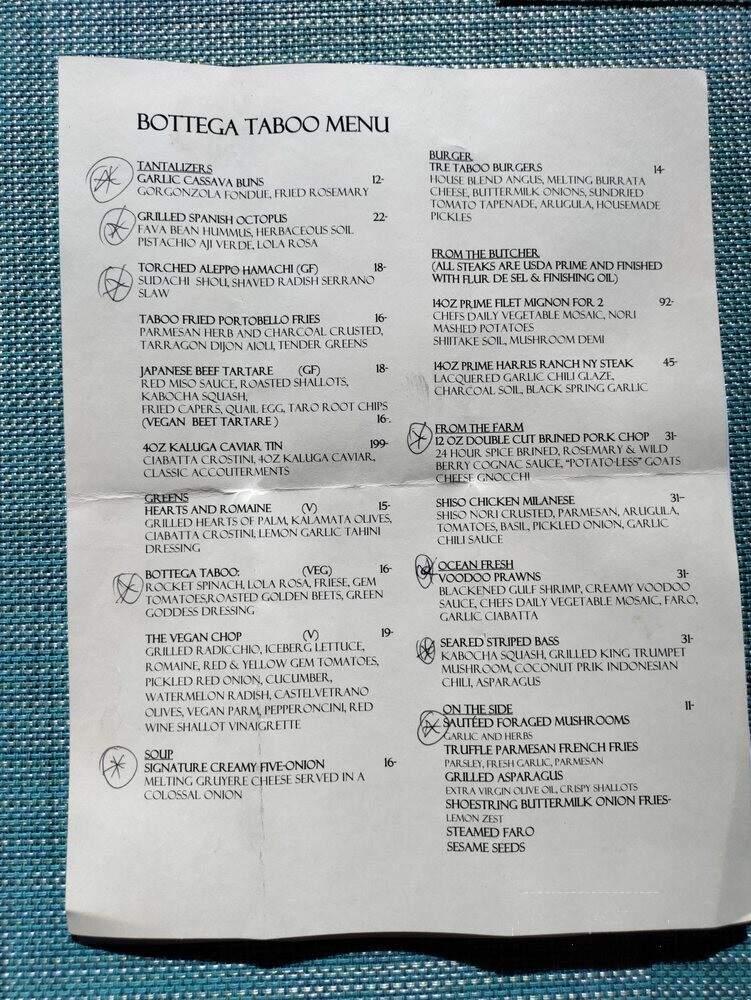 BOTTEGA TABOO MENU
TANTALIZERS
GARLIC CASSAVA BUNS 12-
GORGONZOLA FONDUE, FRIED ROSEMARY
GRILLED SPANISH OCTOPUS 22-
FAVA BEAN HUMMUS, HERBACEOUS SOIL
PISTACHIO AJI VERDE, LOLA ROSA
TORCHED ALEPPO HAMACHI (GF) 18-
SUDACHI SHOU, SHAVED RADISH SERRANO
SLAW
TABOO FRIED PORTOBELLO FRIES 16-
PARMESAN HERB AND CHARCOAL CRUSTED,
TARRAGON DIJON AIOLI, TENDER GREENS
JAPANESE BEEF TARTARE (GF) 18-
RED MISO SAUCE, ROASTED SHALLOTS,
KABOCHA SQUASH,
FRIED CAPERS, QUAIL EGG, TARO ROOT CHIPS
(VEGAN BEET TARTARE ) 16-.
4OZ KALUGA CAVIAR TIN 199-
CIABATTA CROSTINI, 4OZ KALUGA CAVIAR,
CLASSIC ACCOUTERMENTS
GREENS
HEARTS AND ROMAINE (V) 15-
GRILLED HEARTS OF PALM, KALAMATA OLIVES,
CIABATTA CROSTINI, LEMON GARLIC TAHINI
DRESSING
BOTTEGA TABOO: (VEG) 16-
ROCKET SPINACH, LOLA ROSA, FRIESE, GEM
TOMATOES,ROASTED GOLDEN BEETS, GREEN
GODDESS DRESSING
THE VEGAN CHOP (V) 19-
GRILLED RADICCHIO, ICEBERG LETTUCE,
ROMAINE, RED & YELLOW GEM TOMATOES,
PICKLED RED ONION, CUCUMBER,
WATERMELON RADISH, CASTELVETRANO
OLIVES, VEGAN PARM, PEPPERONCINI, RED
WINE SHALLOT VINAIGRETTE
SOUP
SIGNATURE CREAMY FIVE-ONION 16-
MELTING GRUYERE CHEESE SERVED IN A
COLOSSAL ONION
BURGER
TRE TABOO BURGERS 14-
HOUSE BLEND ANGUS, MELTING BURRATA
CHEESE, BUTTERMILK ONIONS, SUNDRIED
TOMATO TAPENADE, ARUGULA, HOUSEMADE
PICKLES
FROM THE BUTCHER
(ALL STEAKS ARE USDA PRIME AND FINISHED
WITH FLUR DE SEL & FINISHING OIL)
14OZ PRIME FILET MIGNON FOR 2 92-
CHEFS DAILY VEGETABLE MOSAIC, NORI
MASHED POTATOES
SHIITAKE SOIL, MUSHROOM DEMI
14OZ PRIME HARRIS RANCH NY STEAK 45-
LACQUERED GARLIC CHILI GLAZE,
CHARCOAL SOIL, BLACK SPRING GARLIC
FROM THE FARM
12 OZ DOUBLE CUT BRINED PORK CHOP 31-
24 HOUR SPICE BRINED, ROSEMARY & WILD
BERRY COGNAC SAUCE, "POTATO-LESS" GOATS
CHEESE GNOCCHI
SHISO CHICKEN MILANESE 31-
SHISO NORI CRUSTED, PARMESAN, ARUGULA,
TOMATOES, BASIL, PICKLED ONION, GARLIC
CHILI SAUCE
OCEAN FRESH
VOODOO PRAWNS 31-
BLACKENED GULF SHRIMP, CREAMY VOODOO
SAUCE, CHEFS DAILY VEGETABLE MOSAIC, FARO,
GARLIC CIABATTA
SEARED STRIPED BASS 31-
KABOCHA SQUASH, GRILLED KING TRUMPET
MUSHROOM, COCONUT PRIK INDONESIAN
CHILI, ASPARAGUS
ON THE SIDE 11-
SAUTÉED FORAGED MUSHROOMS
GARLIC AND HERBS
TRUFFLE PARMESAN FRENCH FRIES
PARSLEY, FRESH GARLIC, PARMESAN
GRILLED ASPARAGUS
EXTRA VIRGIN OLIVE OIL, CRISPY SHALLOTS
SHOESTRING BUTTERMILK ONION FRIES-
LEMON ZEST
STEAMED FARO
SESAME SEEDS